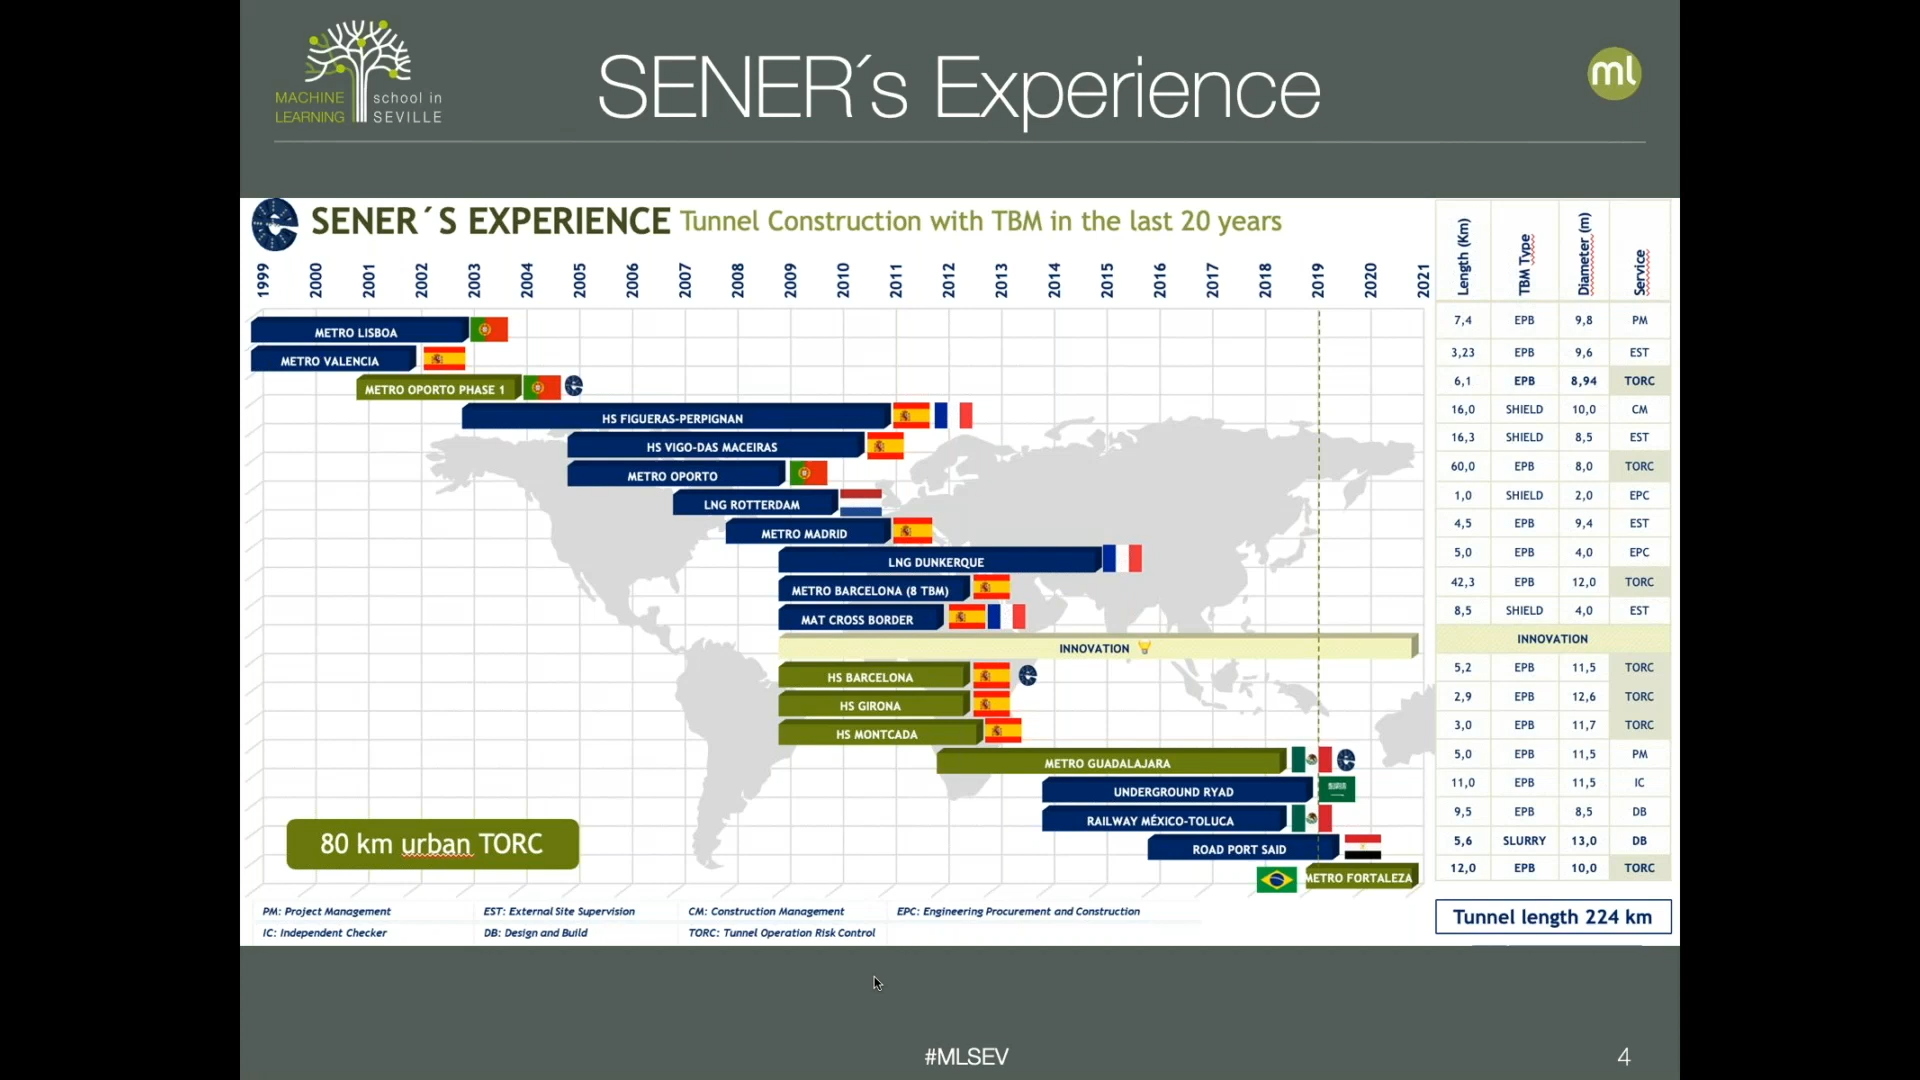 MACHINE LEARNING school in SEVILLE
SENER´s Experience
ml
SENER´S EXPERIENCE Tunnel Construction with TBM in the last 20 years
1999 2000 2001 2002 2003 2004 2005 2006 2007 2008 2009 2010 2011 2012 2013 2014 2015 2016 2017 2018 2019 2020 2021
Length (Km) TBM Type Diameter (m) Service
METRO LISBOA 7,4 EPB 9,8 PM
METRO VALENCIA 3,23 EPB 9,6 EST
METRO OPORTO PHASE 1 6,1 EPB 8,94 TORC
HS FIGUERAS-PERPIGNAN 16,0 SHIELD 10,0 CM
HS VIGO-DAS MACEIRAS 16,3 SHIELD 8,5 EST
METRO OPORTO 60,0 EPB 8,0 TORC
LNG ROTTERDAM 1,0 SHIELD 2,0 EPC
METRO MADRID 4,5 EPB 9,4 EST
LNG DUNKERQUE 5,0 EPB 4,0 EPC
METRO BARCELONA (8 TBM) 42,3 EPB 12,0 TORC
MAT CROSS BORDER 8,5 SHIELD 4,0 EST
INNOVATION INNOVATION
HS BARCELONA 5,2 EPB 11,5 TORC
HS GIRONA 2,9 EPB 12,6 TORC
HS MONTCADA 3,0 EPB 11,7 TORC
METRO GUADALAJARA 5,0 EPB 11,5 PM
UNDERGROUND RYAD 11,0 EPB 11,5 IC
RAILWAY MÉXICO-TOLUCA 9,5 EPB 8,5 DB
ROAD PORT SAID 5,6 SLURRY 13,0 DB
METRO FORTALEZA 12,0 EPB 10,0 TORC
80 km urban TORC
PM: Project Management EST: External Site Supervision CM: Construction Management EPC: Engineering Procurement and Construction
IC: Independent Checker DB: Design and Build TORC: Tunnel Operation Risk Control
Tunnel length 224 km
#MLSEV
4